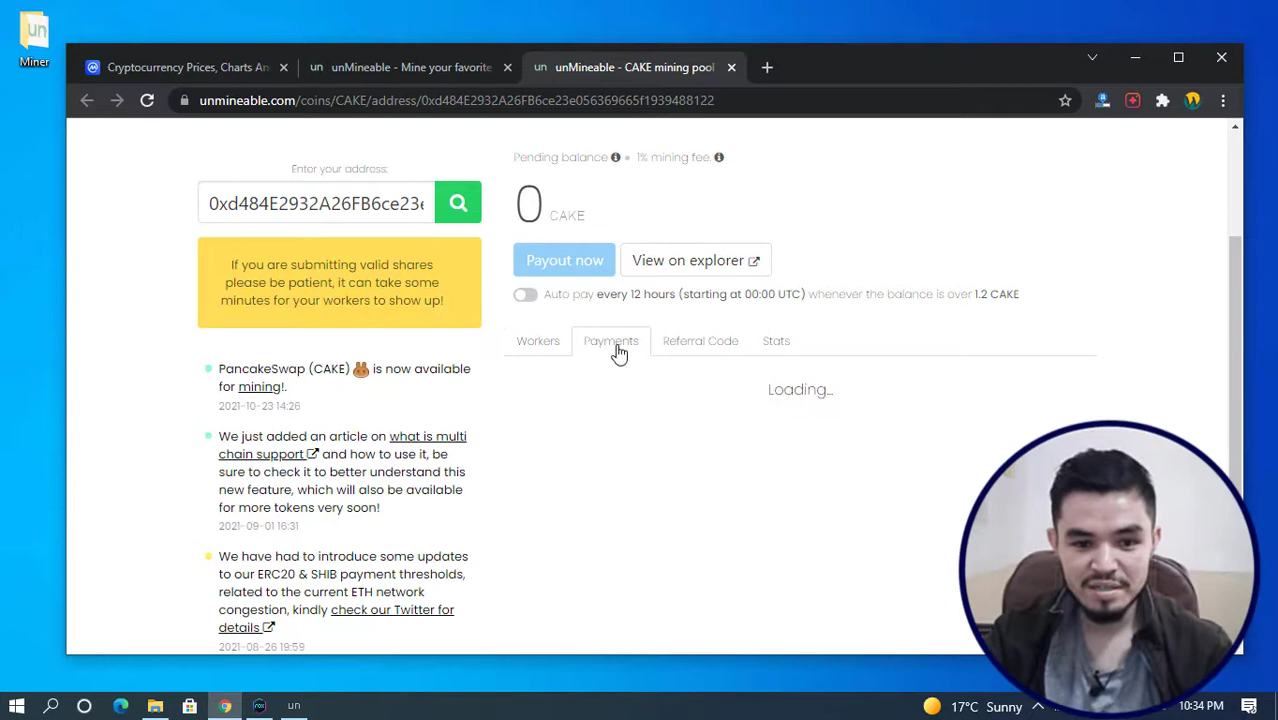 un
Miner
Cryptocurrency Prices, Charts An
un unMineable - Mine your favorite
un unMineable - CAKE mining pool
unmineable.com/coins/CAKE/address/0xd484E2932A26FB6ce23e056369665f1939488122
Enter your address:
0xd484E2932A26FB6ce23e
If you are submitting valid shares
please be patient, it can take some
minutes for your workers to show up!
PancakeSwap (CAKE) is now available
for mining!.
2021-10-23 14:26
We just added an article on what is multi
chain support and how to use it, be
sure to check it to better understand this
new feature, which will also be available
for more tokens very soon!
2021-09-01 16:31
We have had to introduce some updates
to our ERC20 & SHIB payment thresholds,
related to the current ETH network
congestion, kindly check our Twitter for
details
2021-08-26 19:59
Pending balance 1% mining fee.
0 CAKE
Payout now View on explorer
Auto pay every 12 hours (starting at 00:00 UTC) whenever the balance is over 1.2 CAKE
Workers Payments Referral Code Stats
Loading...
un
17°C Sunny
10:34 PM